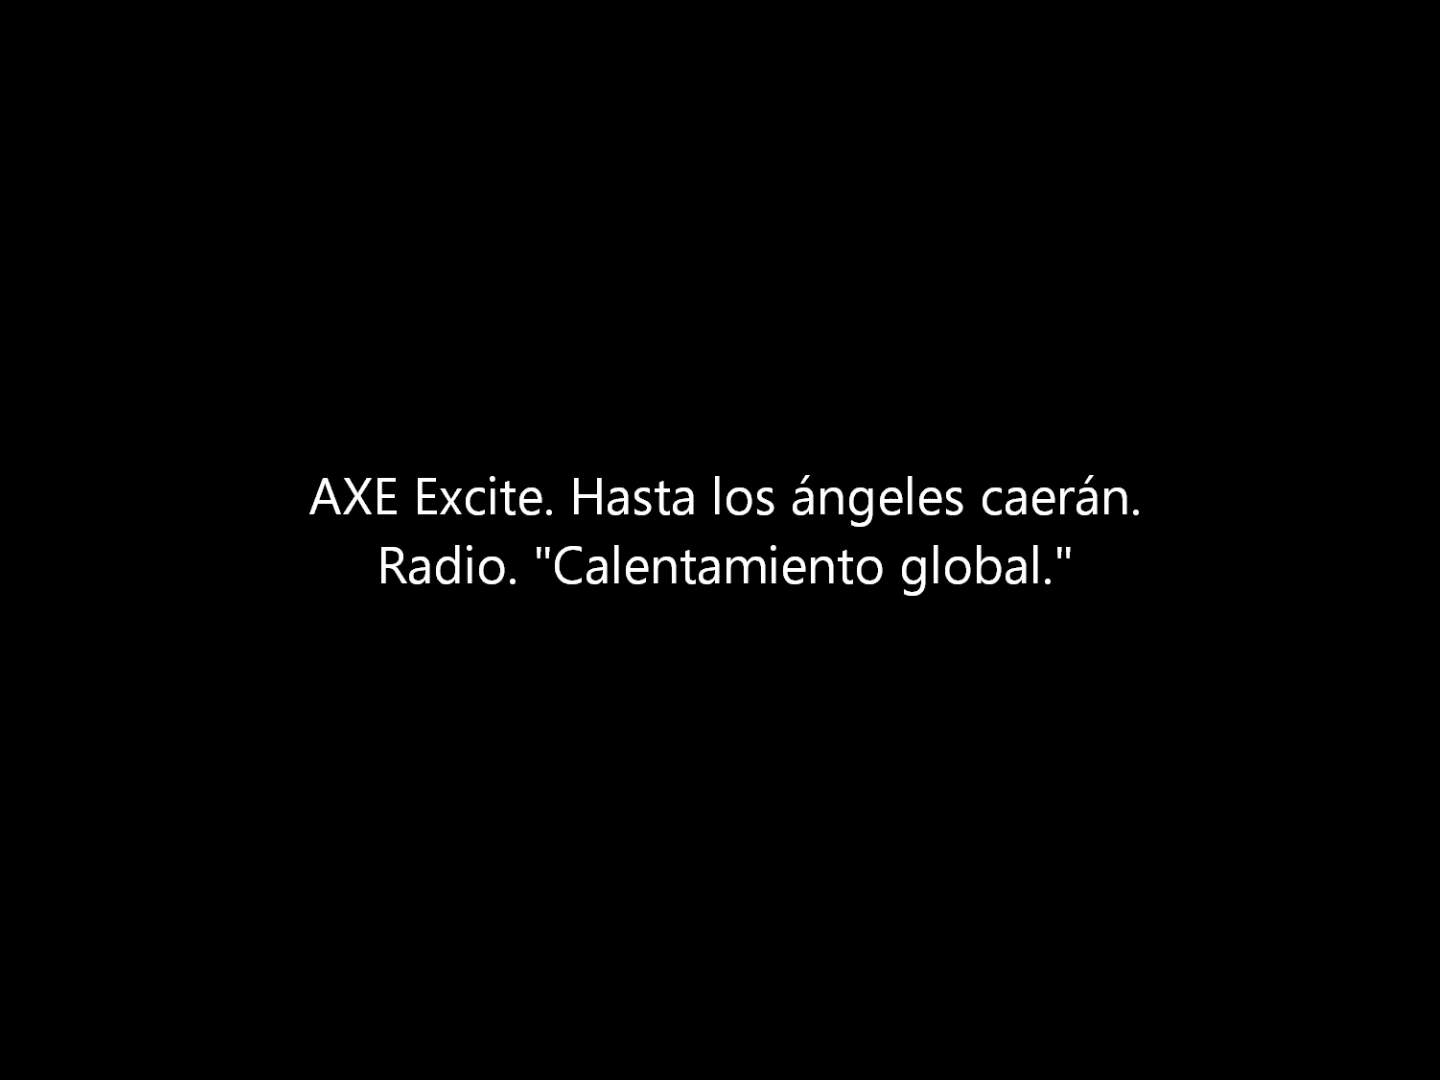 AXE Excite. Hasta los ángeles caerán.
Radio. "Calentamiento global."